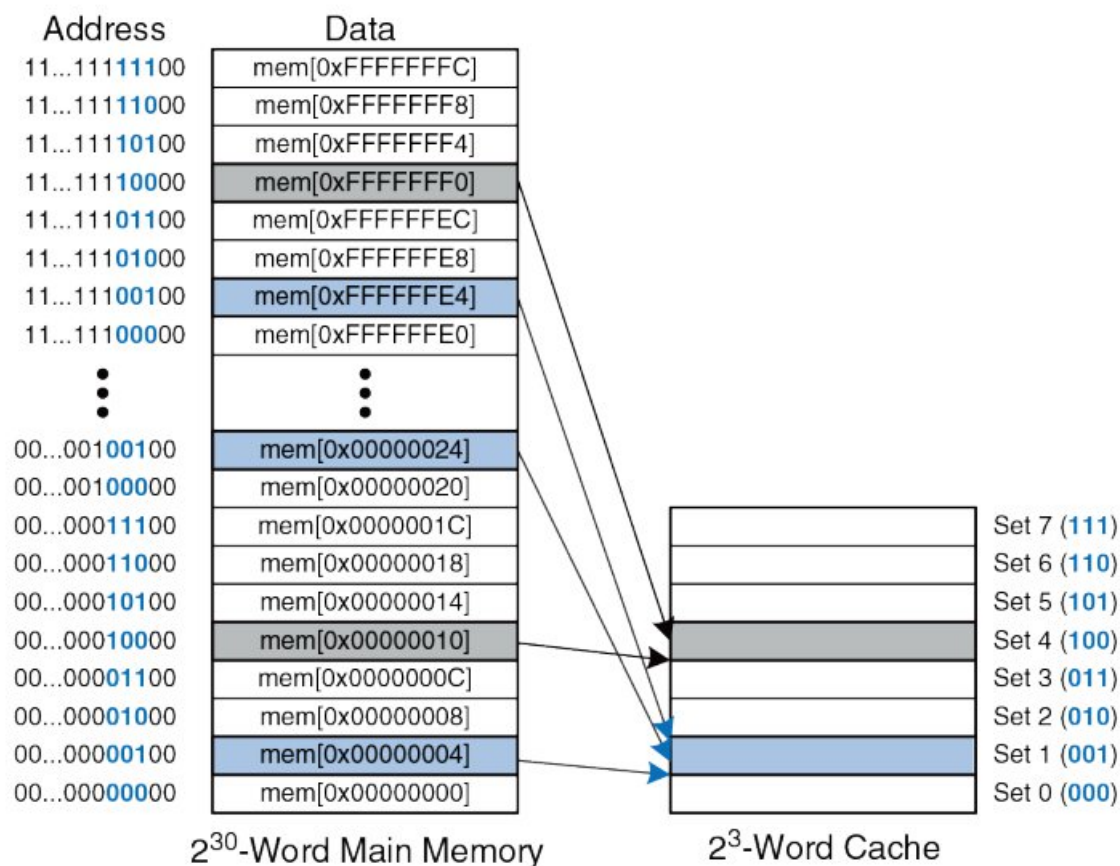 Address Data
11...11111100 mem[0xFFFFFFFC]
11...11111000 mem[0xFFFFFFF8]
11...11110100 mem[0xFFFFFFF4]
11...11110000 mem[0xFFFFFFF0]
11...11101100 mem[0xFFFFFFEC]
11...11101000 mem[0xFFFFFFE8]
11...11100100 mem[0xFFFFFFE4]
11...11100000 mem[0xFFFFFFE0]
00...00100100 mem[0x00000024]
00...00100000 mem[0x00000020]
00...00011100 mem[0x0000001C] Set 7 (111)
00...00011000 mem[0x00000018] Set 6 (110)
00...00010100 mem[0x00000014] Set 5 (101)
00...00010000 mem[0x00000010] Set 4 (100)
00...00001100 mem[0x0000000C] Set 3 (011)
00...00001000 mem[0x00000008] Set 2 (010)
00...00000100 mem[0x00000004] Set 1 (001)
00...00000000 mem[0x00000000] Set 0 (000)
2³⁰-Word Main Memory 2³-Word Cache